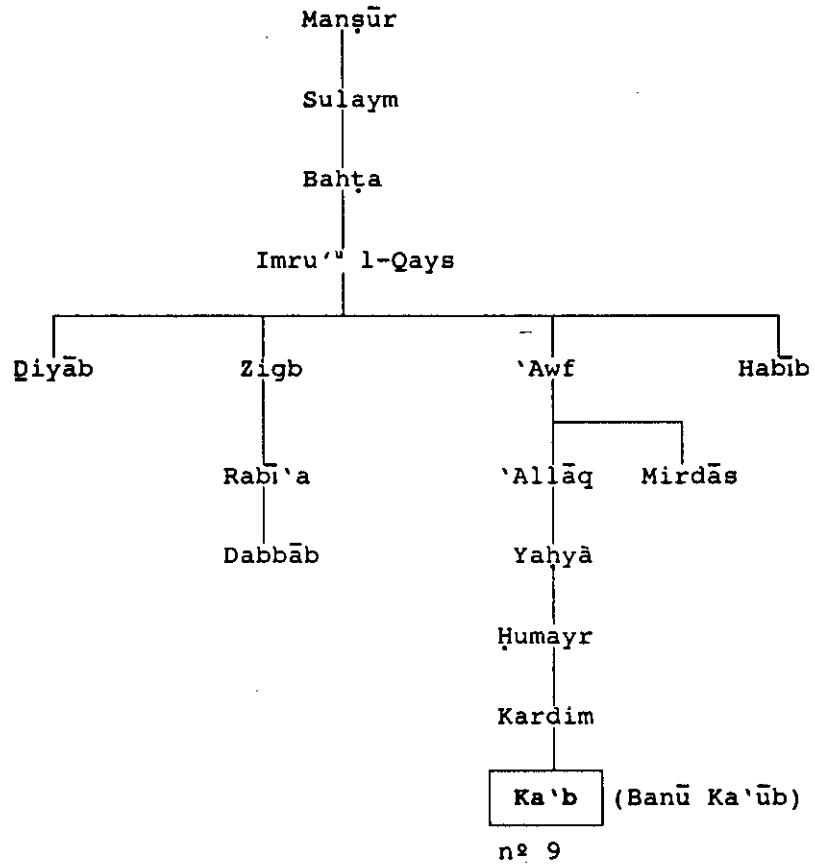 Manṣūr
Sulaym
Bahṭa
Imru'ᵘ l-Qays
Ḏiyāb Zigb ‘Awf Habīb
Rabī‘a ‘Allāq Mirdās
Dabbāb Yaḥyà
Ḥumayr
Kardim
Ka‘b (Banū Ka‘ūb)
nº 9